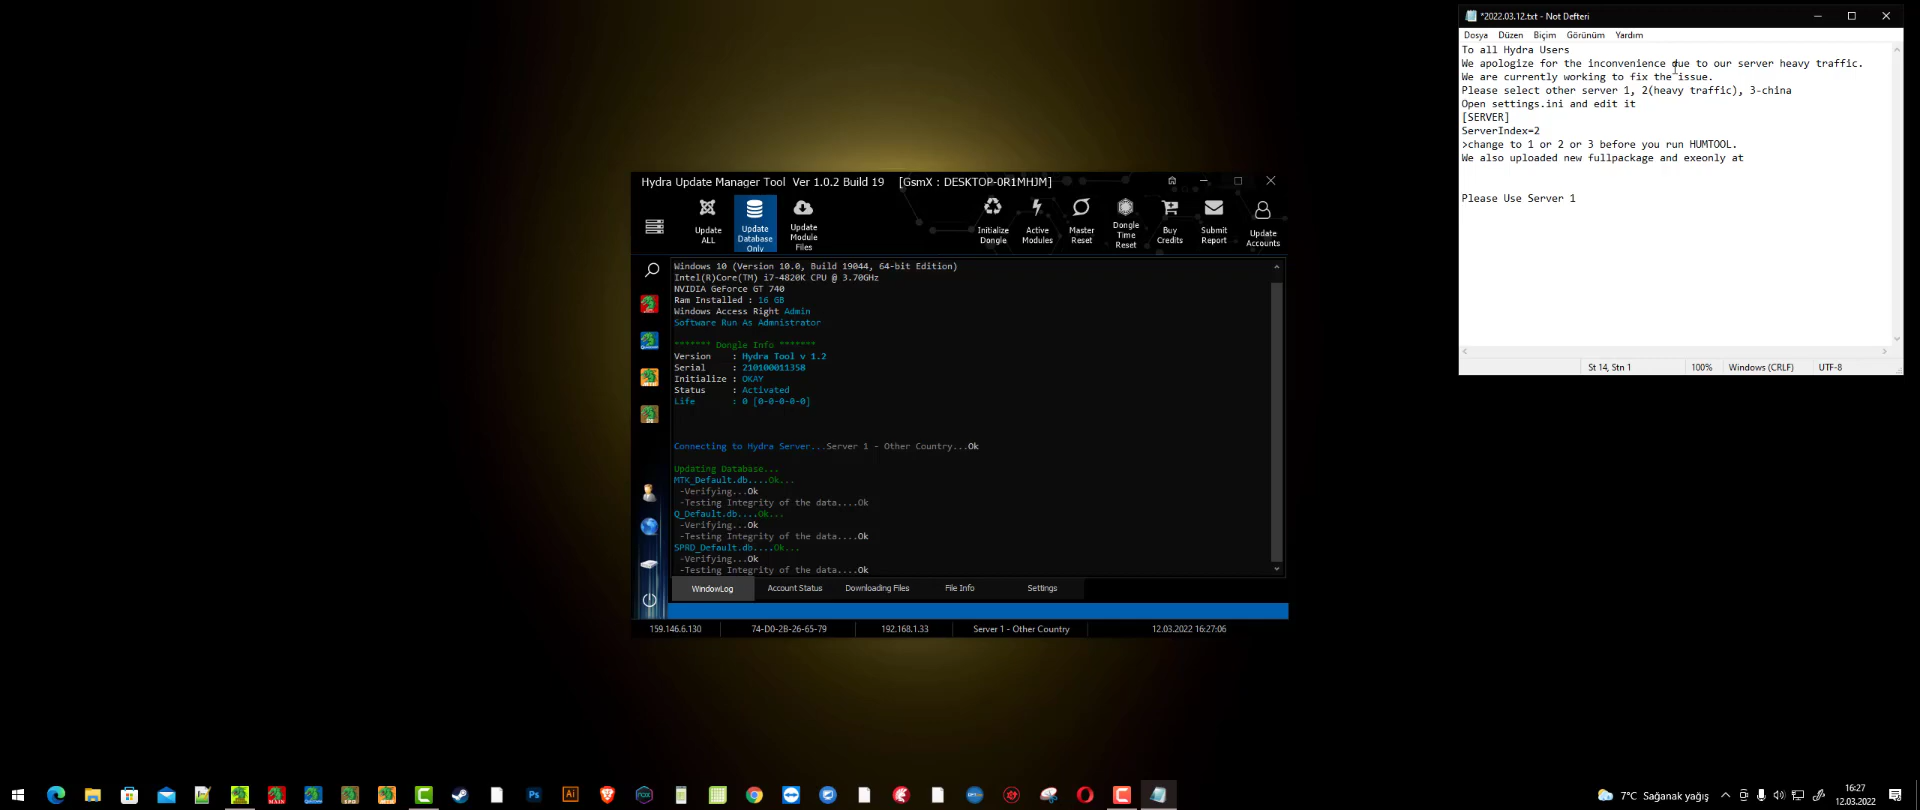 *2022.03.12.txt - Not Defteri
Dosya Düzen Biçim Görünüm Yardım
To all Hydra Users
We apologize for the inconvenience due to our server heavy traffic.
We are currently working to fix the issue.
Please select other server 1, 2(heavy traffic), 3-china
Open settings.ini and edit it
[SERVER]
ServerIndex=2
>change to 1 or 2 or 3 before you run HUMTOOL.
We also uploaded new fullpackage and exeonly at
Please Use Server 1
St 14, Stn 1 100% Windows (CRLF) UTF-8
Hydra Update Manager Tool Ver 1.0.2 Build 19 [GsmX : DESKTOP-0R1MHJM]
Update ALL
Update Database Only
Update Module Files
Initialize Dongle
Active Modules
Master Reset
Dongle Time Reset
Buy Credits
Submit Report
Update Accounts
Windows 10 (Version 10.0, Build 19044, 64-bit Edition)
Intel(R)Core(TM) i7-4820K CPU @ 3.70GHz
NVIDIA GeForce GT 740
Ram Installed : 16 GB
Windows Access Right Admin
Software Run As Admnistrator
******* Dongle Info *******
Version : Hydra Tool v 1.2
Serial : 210100011358
Initialize : OKAY
Status : Activated
Life : 0 [0-0-0-0-0]
Connecting to Hydra Server...Server 1 - Other Country...Ok
Updating Database...
MTK_Default.db....Ok...
-Verifying...Ok
-Testing Integrity of the data....Ok
Q_Default.db....Ok...
-Verifying...Ok
-Testing Integrity of the data....Ok
SPRD_Default.db....Ok...
-Verifying...Ok
-Testing Integrity of the data....Ok
WindowLog Account Status Downloading Files File Info Settings
159.146.6.130 74-D0-2B-26-65-79 192.168.1.33 Server 1 - Other Country 12.03.2022 16:27:06
7°C Sağanak yağış
16:27
12.03.2022